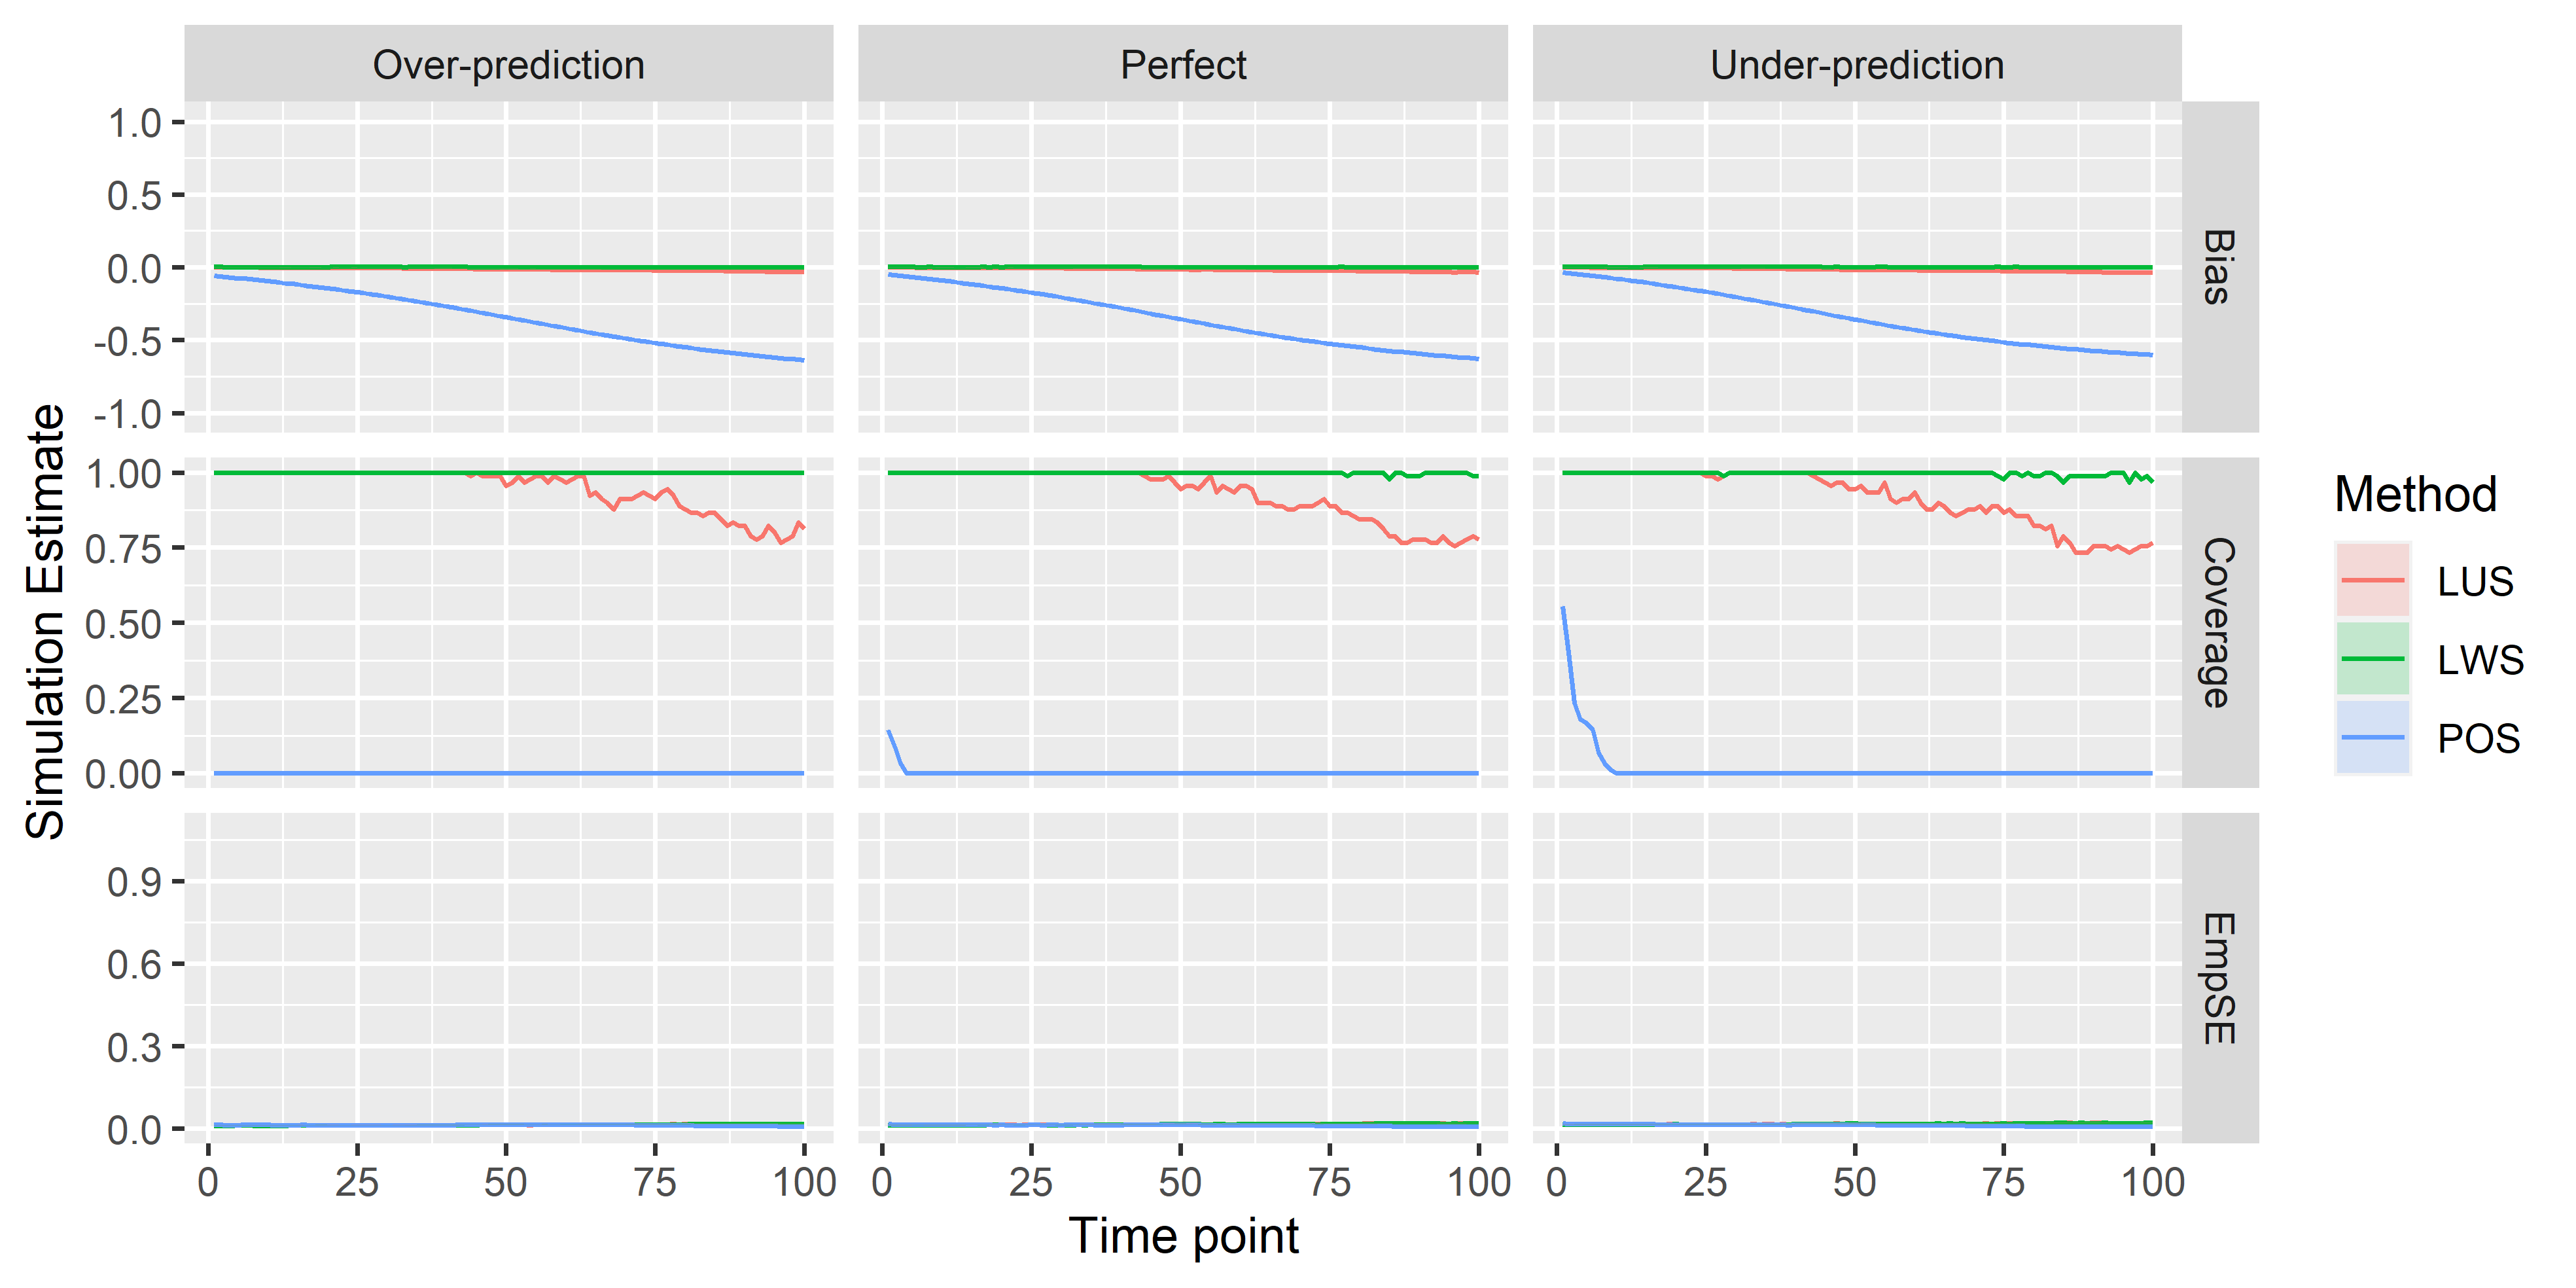 Over-prediction
Perfect
Under-prediction
Simulation Estimate
1.0
0.5
0.0
-0.5
-1.0
Bias
1.00
0.75
0.50
0.25
0.00
Coverage
0.9
0.6
0.3
0.0
EmpSE
0 25 50 75 100
0 25 50 75 100
0 25 50 75 100
Time point
Method
LUS
LWS
POS